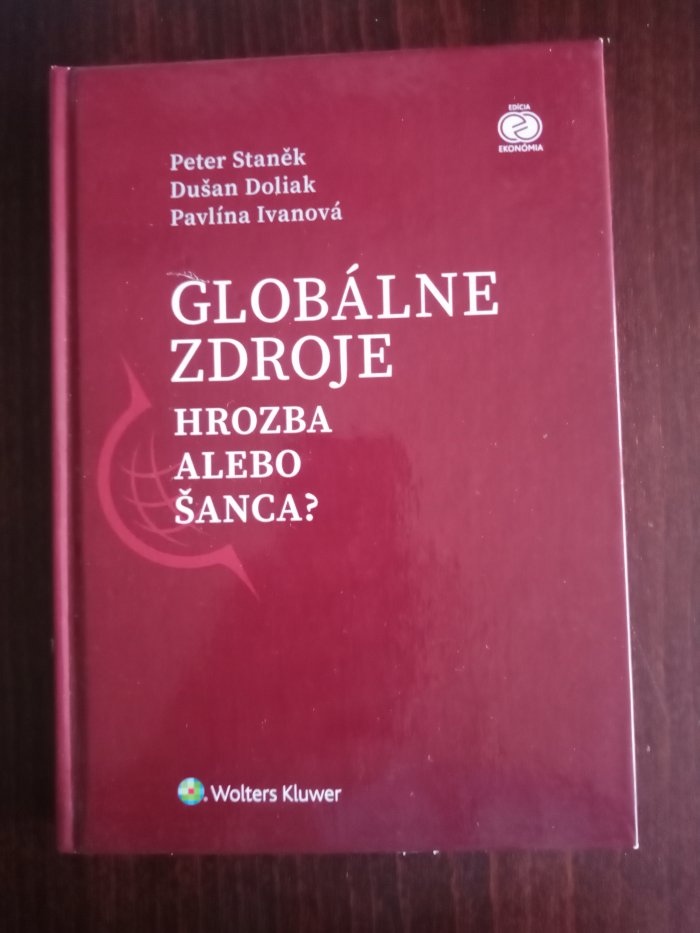 EDÍCIA
EKONÓMIA
Peter Staněk
Dušan Doliak
Pavlína Ivanová
GLOBÁLNE
ZDROJE
HROZBA
ALEBO
ŠANCA?
Wolters Kluwer